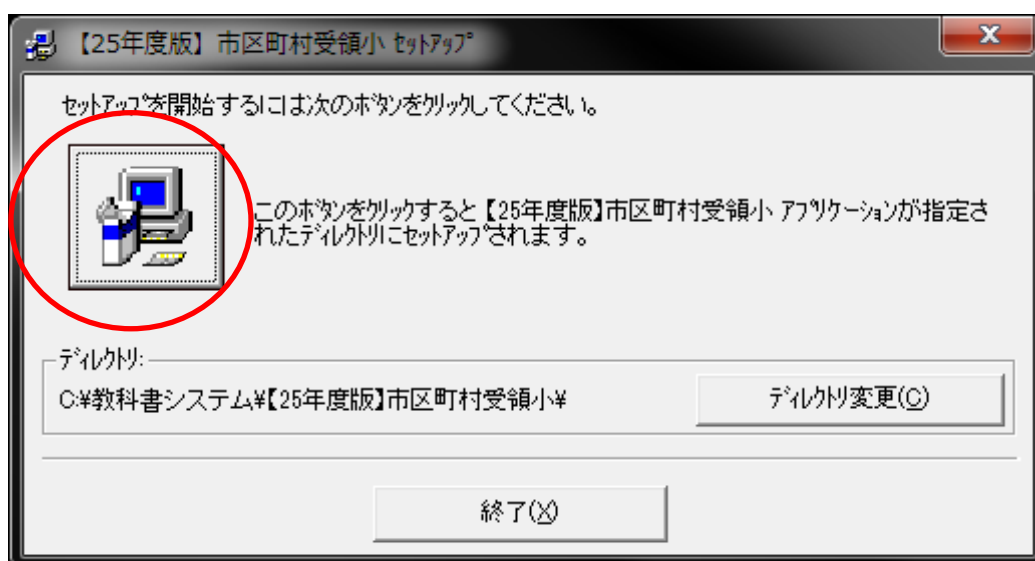 【25年度版】市区町村受領小 ｾｯﾄｱｯﾌﾟ
ｾｯﾄｱｯﾌﾟを開始するには次のﾎﾞﾀﾝをｸﾘｯｸしてください。
このﾎﾞﾀﾝをｸﾘｯｸすると【25年度版】市区町村受領小 ｱﾌﾟﾘｹｰｼｮﾝが指定さ
れたﾃﾞｨﾚｸﾄﾘにｾｯﾄｱｯﾌﾟされます。
ﾃﾞｨﾚｸﾄﾘ:
C:¥教科書システム¥【25年度版】市区町村受領小¥
ﾃﾞｨﾚｸﾄﾘ変更(C)
終了(X)